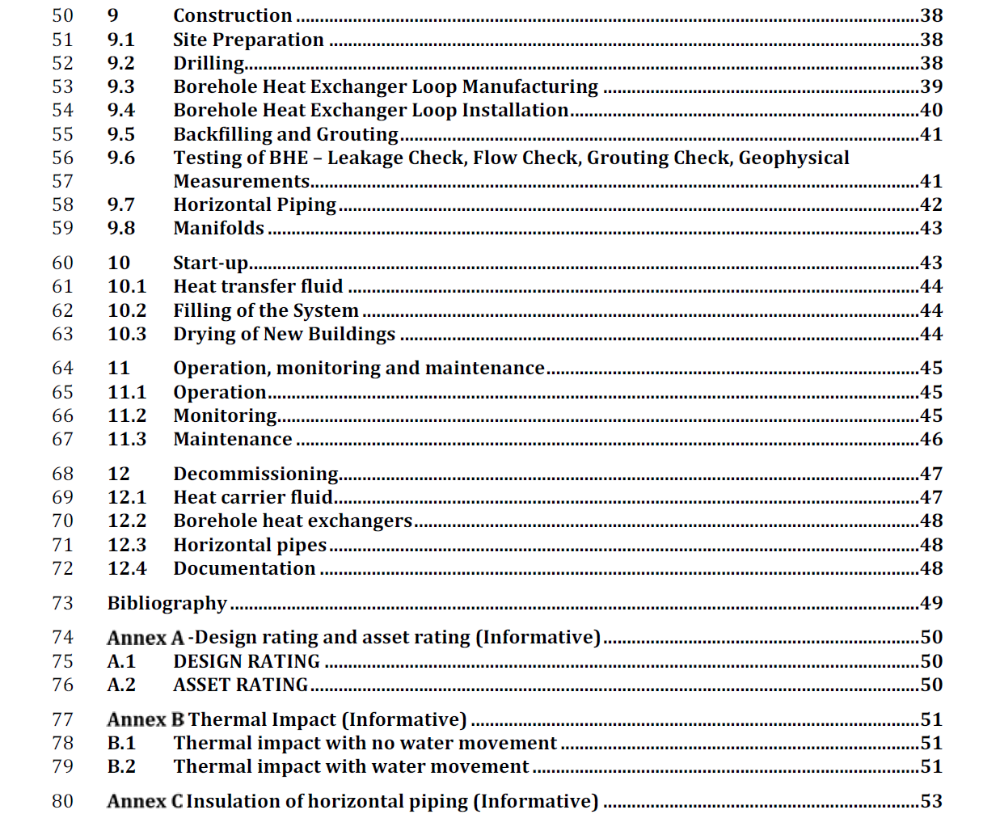 50 9 Construction ........ 38
51 9.1 Site Preparation ........ 38
52 9.2 Drilling ........ 38
53 9.3 Borehole Heat Exchanger Loop Manufacturing ........ 39
54 9.4 Borehole Heat Exchanger Loop Installation ........ 40
55 9.5 Backfilling and Grouting ........ 41
56 9.6 Testing of BHE – Leakage Check, Flow Check, Grouting Check, Geophysical
57 Measurements ........ 41
58 9.7 Horizontal Piping ........ 42
59 9.8 Manifolds ........ 43
60 10 Start-up ........ 43
61 10.1 Heat transfer fluid ........ 44
62 10.2 Filling of the System ........ 44
63 10.3 Drying of New Buildings ........ 44
64 11 Operation, monitoring and maintenance ........ 45
65 11.1 Operation ........ 45
66 11.2 Monitoring ........ 45
67 11.3 Maintenance ........ 46
68 12 Decommissioning ........ 47
69 12.1 Heat carrier fluid ........ 47
70 12.2 Borehole heat exchangers ........ 48
71 12.3 Horizontal pipes ........ 48
72 12.4 Documentation ........ 48
73 Bibliography ........ 49
74 Annex A -Design rating and asset rating (Informative) ........ 50
75 A.1 DESIGN RATING ........ 50
76 A.2 ASSET RATING ........ 50
77 Annex B Thermal Impact (Informative) ........ 51
78 B.1 Thermal impact with no water movement ........ 51
79 B.2 Thermal impact with water movement ........ 51
80 Annex C Insulation of horizontal piping (Informative) ........ 53